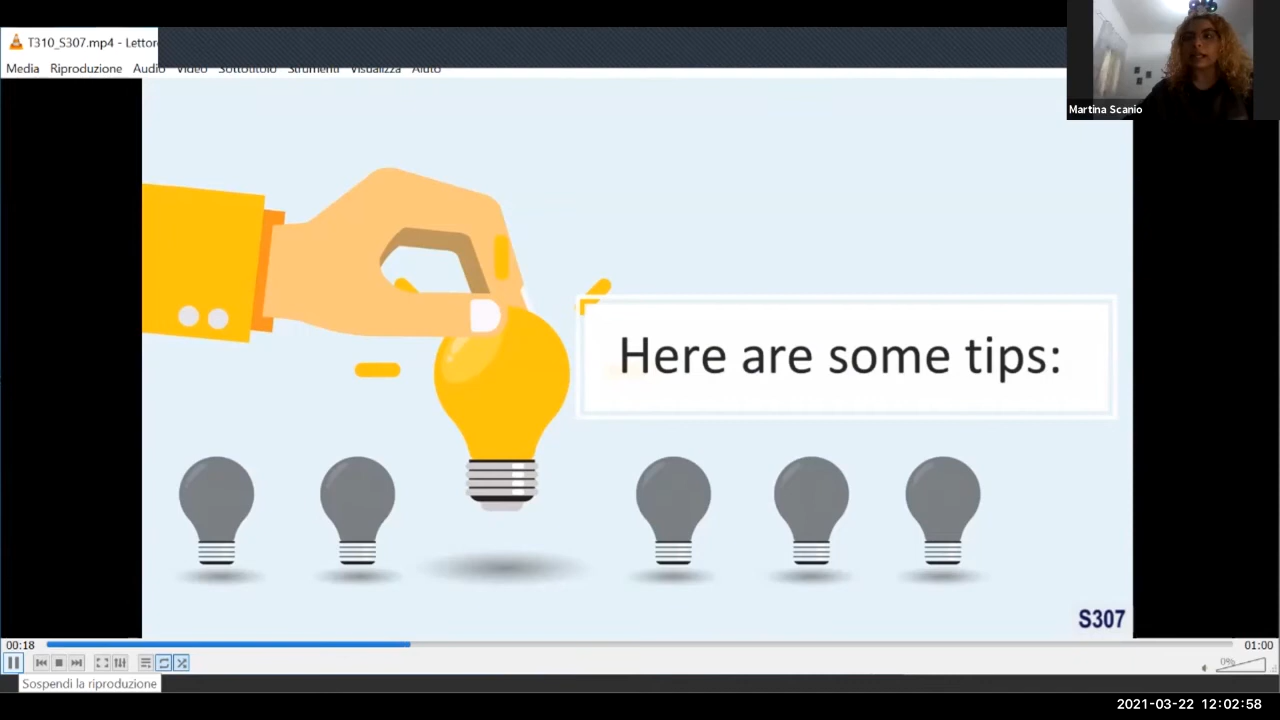 T310_S307.mp4 - Lettor
Media Riproduzione Audio Video Sottotitolo Strumenti Visualizza Aiuto
Martina Scanio
Here are some tips:
S307
00:18
01:00
0%
Sospendi la riproduzione
2021-03-22 12:02:58